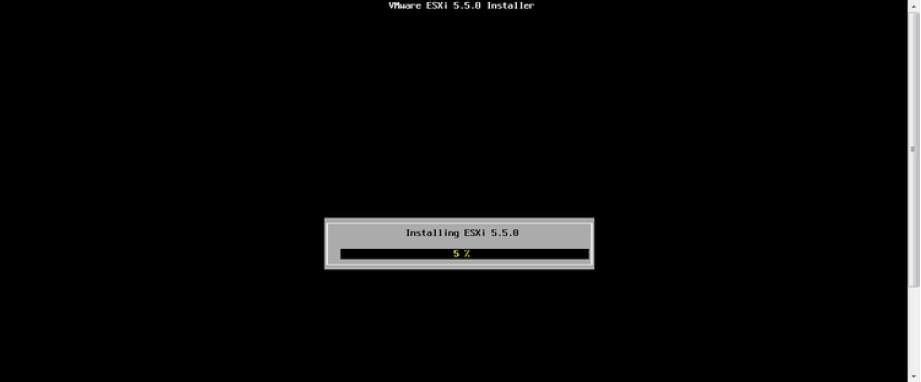 VMware ESXi 5.5.0 Installer
Installing ESXi 5.5.0
5 %